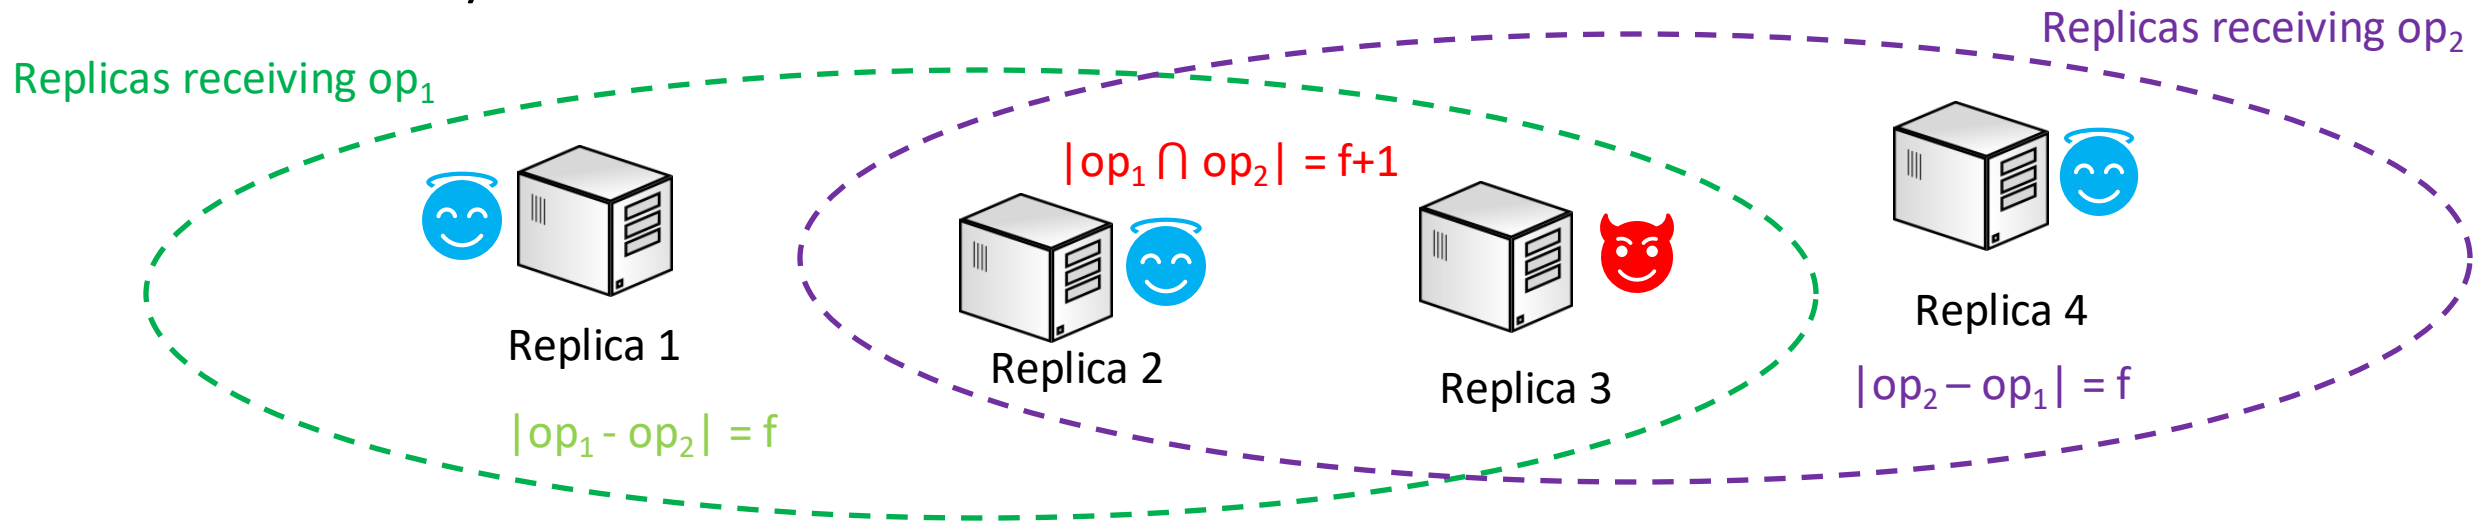 Replicas receiving op₂
Replicas receiving op₁
|op₁ ⋂ op₂| = f+1
Replica 4
Replica 1
Replica 2
Replica 3
|op₂ – op₁| = f
|op₁ - op₂| = f